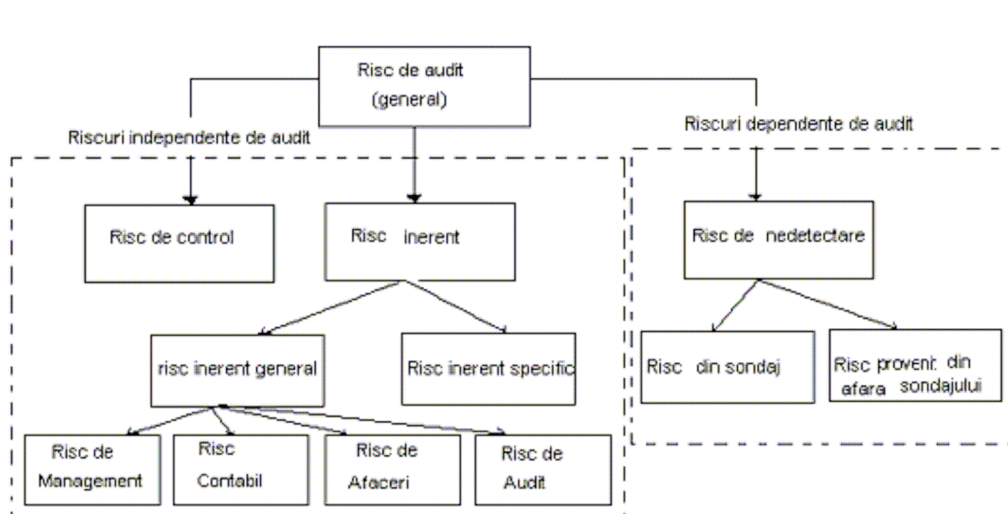 Risc de audit
(general)
Riscuri independente de audit
Riscuri dependente de audit
Risc de control
Risc inerent
Risc de nedetectare
risc inerent general
Risc inerent specific
Risc din sondaj
Risc provenit din
afara sondajului
Risc de
Management
Risc
Contabil
Risc de
Afaceri
Risc de
Audit